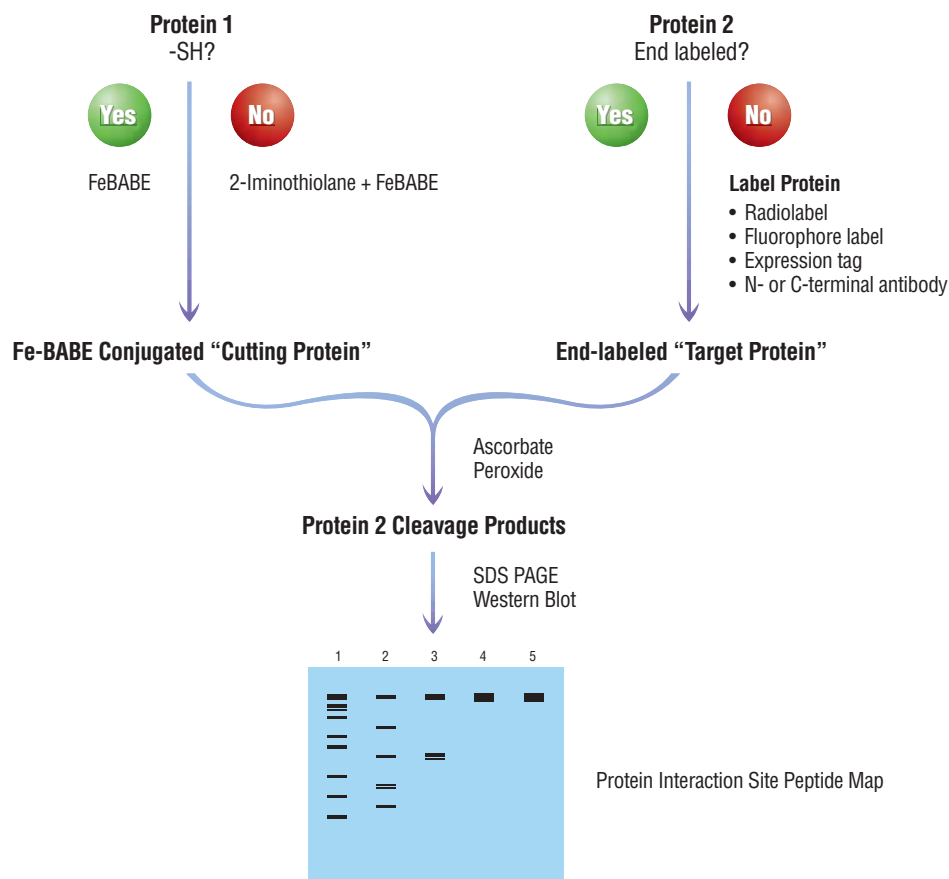 Protein 1
-SH?
Yes
No
FeBABE
2-Iminothiolane + FeBABE
Fe-BABE Conjugated “Cutting Protein”
Protein 2
End labeled?
Yes
No
Label Protein
• Radiolabel
• Fluorophore label
• Expression tag
• N- or C-terminal antibody
End-labeled “Target Protein”
Ascorbate
Peroxide
Protein 2 Cleavage Products
SDS PAGE
Western Blot
1 2 3 4 5
Protein Interaction Site Peptide Map